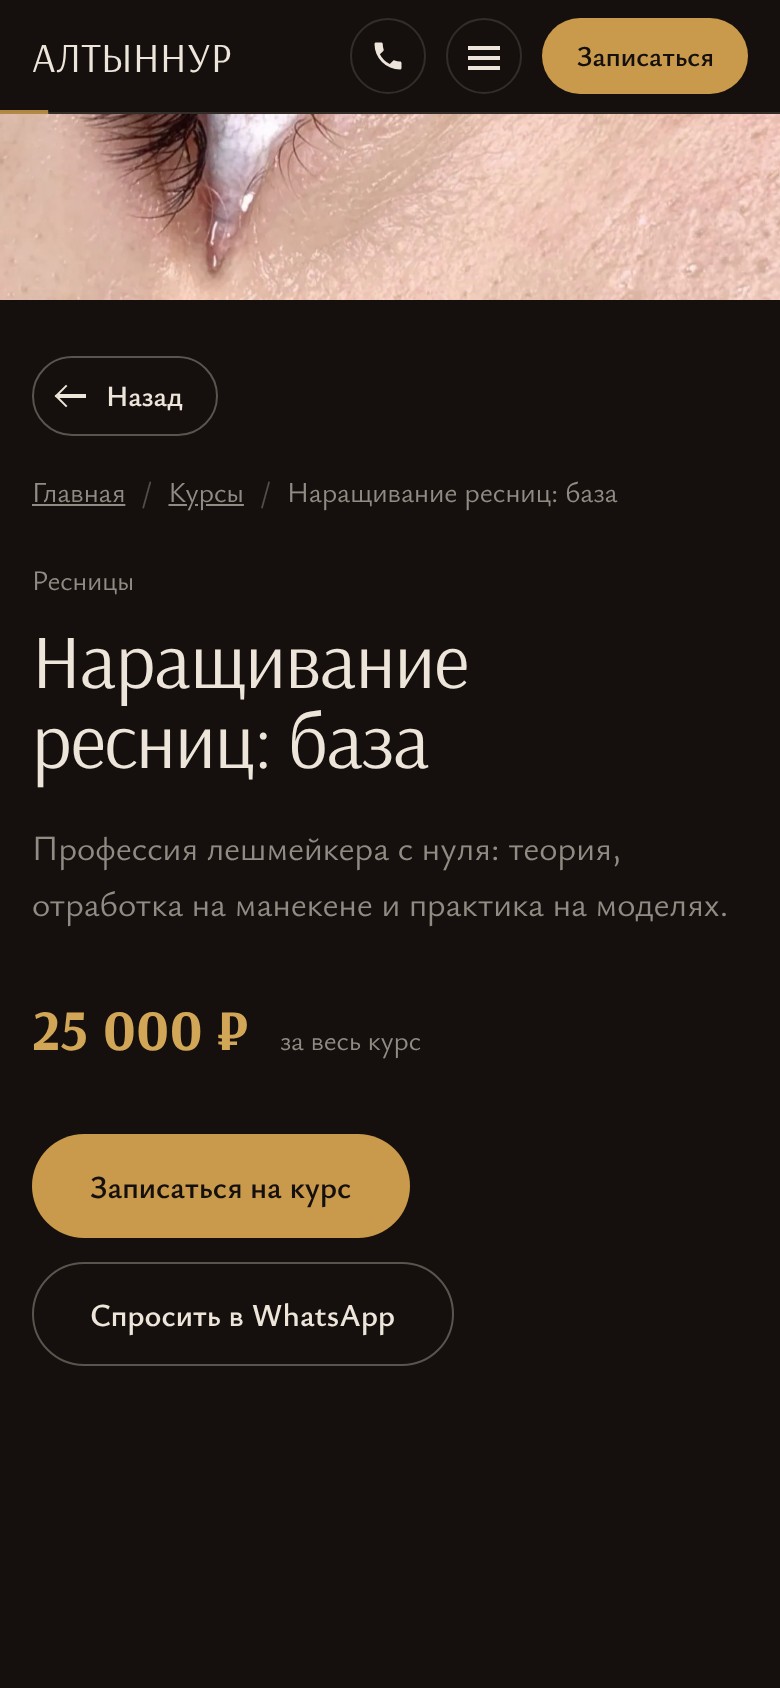 АЛТЫННУР
Записаться
Назад
Главная / Курсы / Наращивание ресниц: база
Ресницы
Наращивание
ресниц: база
Профессия лешмейкера с нуля: теория,
отработка на манекене и практика на моделях.
25 000 ₽ за весь курс
Записаться на курс
Спросить в WhatsApp